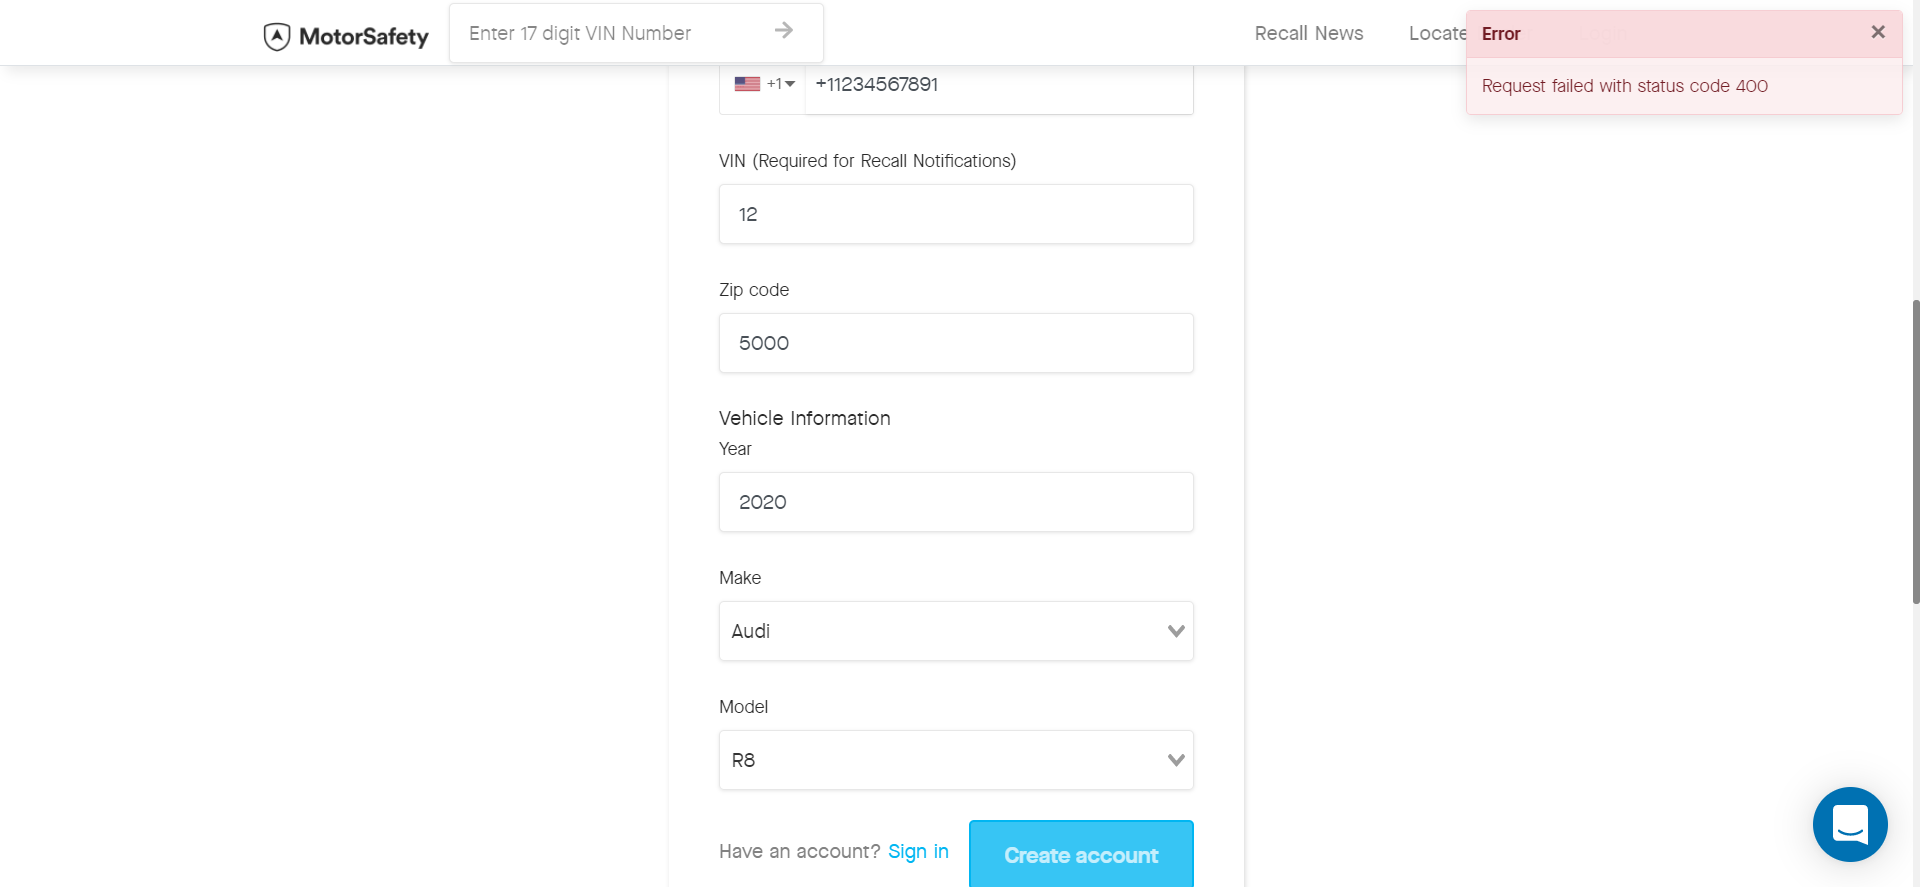 MotorSafety
Enter 17 digit VIN Number
Recall News
Locate
Error
Request failed with status code 400
+1
+11234567891
VIN (Required for Recall Notifications)
12
Zip code
5000
Vehicle Information
Year
2020
Make
Audi
Model
R8
Have an account? Sign in
Create account